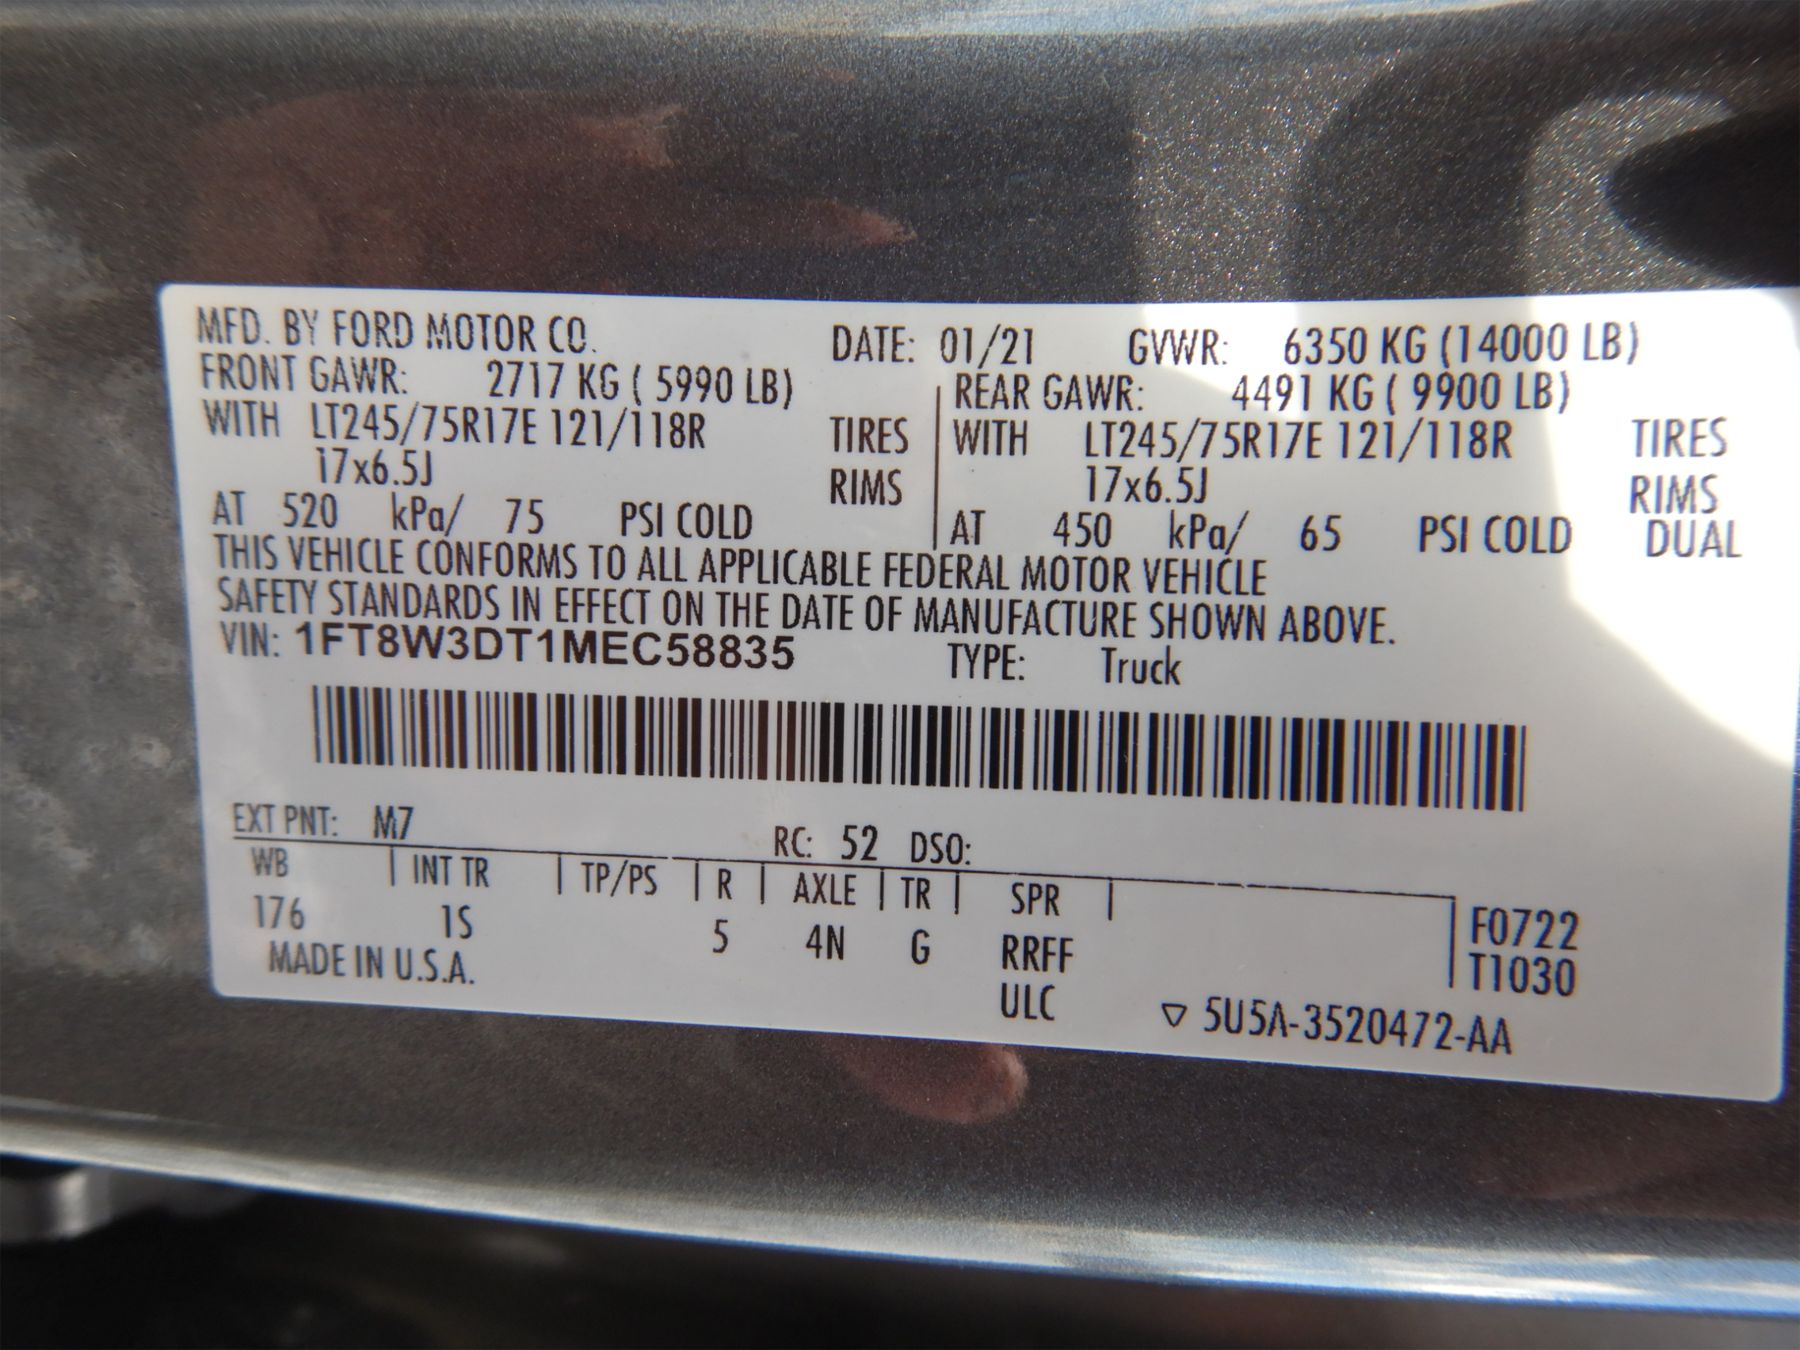 MFD. BY FORD MOTOR CO. DATE: 01/21 GVWR: 6350 KG (14000 LB)
FRONT GAWR: 2717 KG ( 5990 LB) REAR GAWR: 4491 KG ( 9900 LB)
WITH LT245/75R17E 121/118R TIRES WITH LT245/75R17E 121/118R TIRES
17x6.5J RIMS 17x6.5J RIMS
AT 520 kPa/ 75 PSI COLD AT 450 kPa/ 65 PSI COLD DUAL
THIS VEHICLE CONFORMS TO ALL APPLICABLE FEDERAL MOTOR VEHICLE
SAFETY STANDARDS IN EFFECT ON THE DATE OF MANUFACTURE SHOWN ABOVE.
VIN: 1FT8W3DT1MEC58835 TYPE: Truck
EXT PNT: M7 RC: 52 DSO:
WB INT TR TP/PS R AXLE TR SPR
176 1S 5 4N G RRFF F0722
MADE IN U.S.A. ULC T1030
▽ 5U5A-3520472-AA